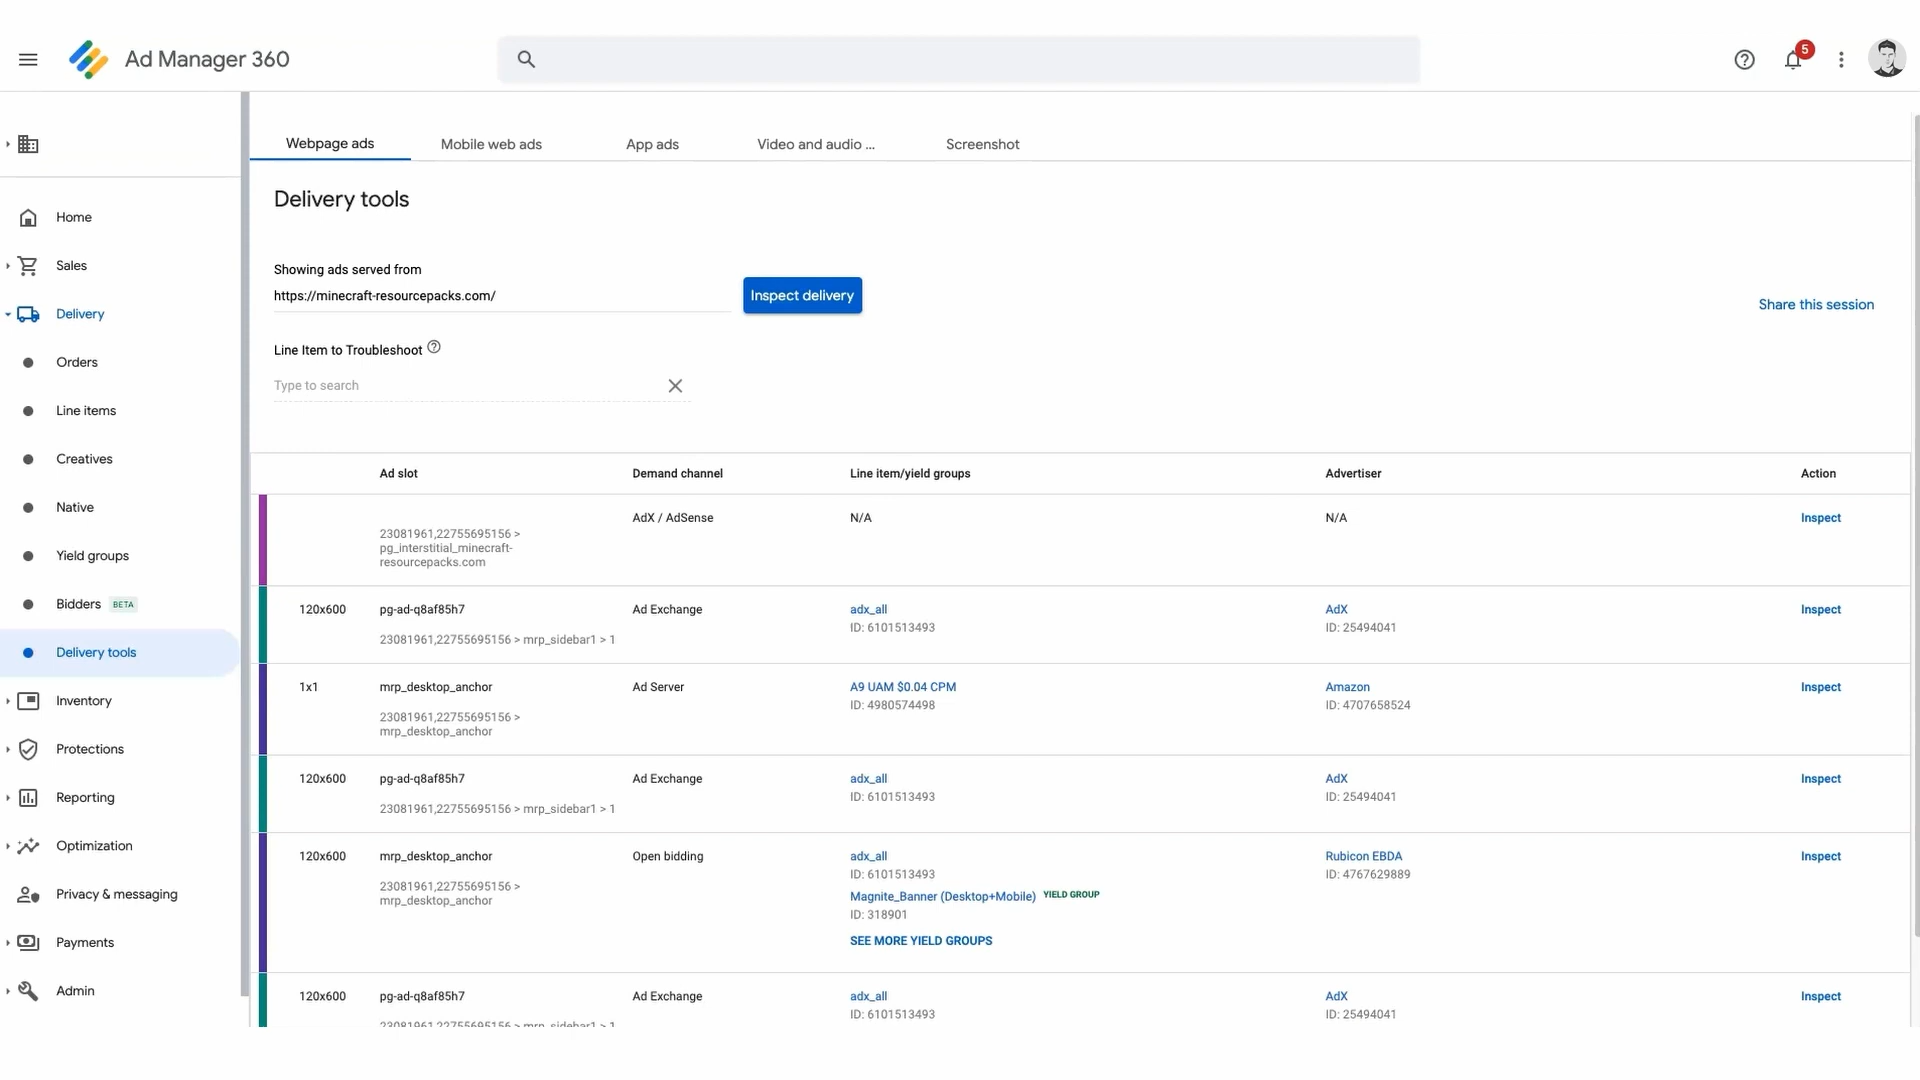 Ad Manager 360
5
Webpage ads
Mobile web ads
App ads
Video and audio ...
Screenshot
Home
Sales
Delivery
Orders
Line items
Creatives
Native
Yield groups
Bidders BETA
Delivery tools
Inventory
Protections
Reporting
Optimization
Privacy & messaging
Payments
Admin
Delivery tools
Showing ads served from
https://minecraft-resourcepacks.com/
Inspect delivery
Share this session
Line Item to Troubleshoot
Type to search
Ad slot
Demand channel
Line item/yield groups
Advertiser
Action
23081961,22755695156 >
pg_interstitial_minecraft-
resourcepacks.com
AdX / AdSense
N/A
N/A
Inspect
120x600
pg-ad-q8af85h7
23081961,22755695156 > mrp_sidebar1 > 1
Ad Exchange
adx_all
ID: 6101513493
AdX
ID: 25494041
Inspect
1x1
mrp_desktop_anchor
23081961,22755695156 >
mrp_desktop_anchor
Ad Server
A9 UAM $0.04 CPM
ID: 4980574498
Amazon
ID: 4707658524
Inspect
120x600
pg-ad-q8af85h7
23081961,22755695156 > mrp_sidebar1 > 1
Ad Exchange
adx_all
ID: 6101513493
AdX
ID: 25494041
Inspect
120x600
mrp_desktop_anchor
23081961,22755695156 >
mrp_desktop_anchor
Open bidding
adx_all
ID: 6101513493
Magnite_Banner (Desktop+Mobile) YIELD GROUP
ID: 318901
SEE MORE YIELD GROUPS
Rubicon EBDA
ID: 4767629889
Inspect
120x600
pg-ad-q8af85h7
23081961,22755695156 > mrp_sidebar1 > 1
Ad Exchange
adx_all
ID: 6101513493
AdX
ID: 25494041
Inspect